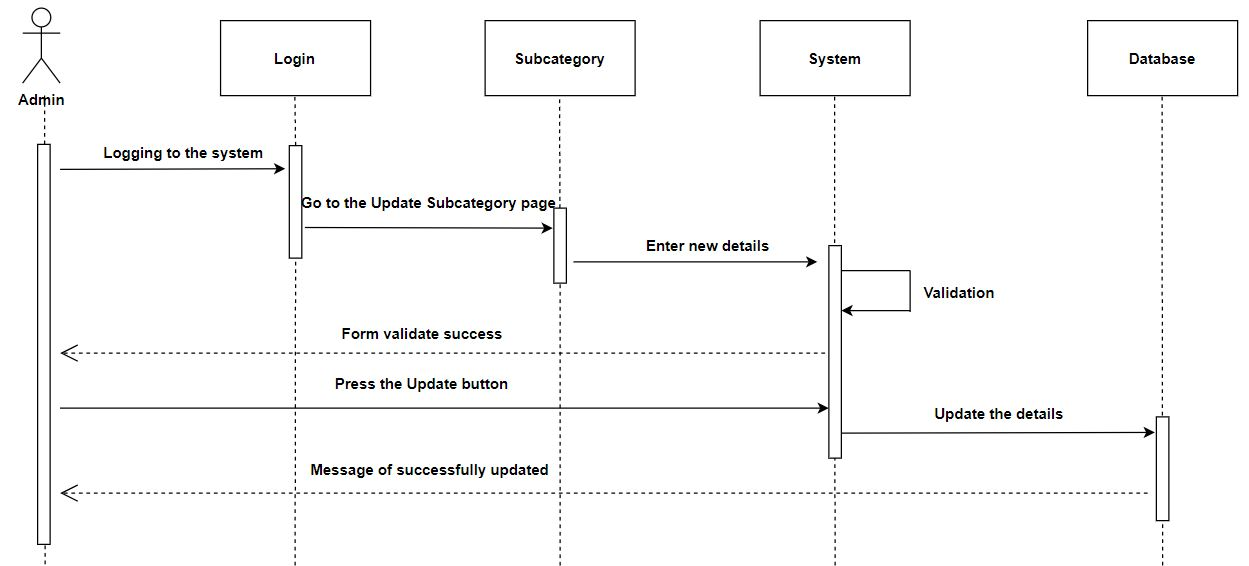 Login
Subcategory
System
Database
Admin
Logging to the system
Go to the Update Subcategory page
Enter new details
Validation
Form validate success
Press the Update button
Update the details
Message of successfully updated